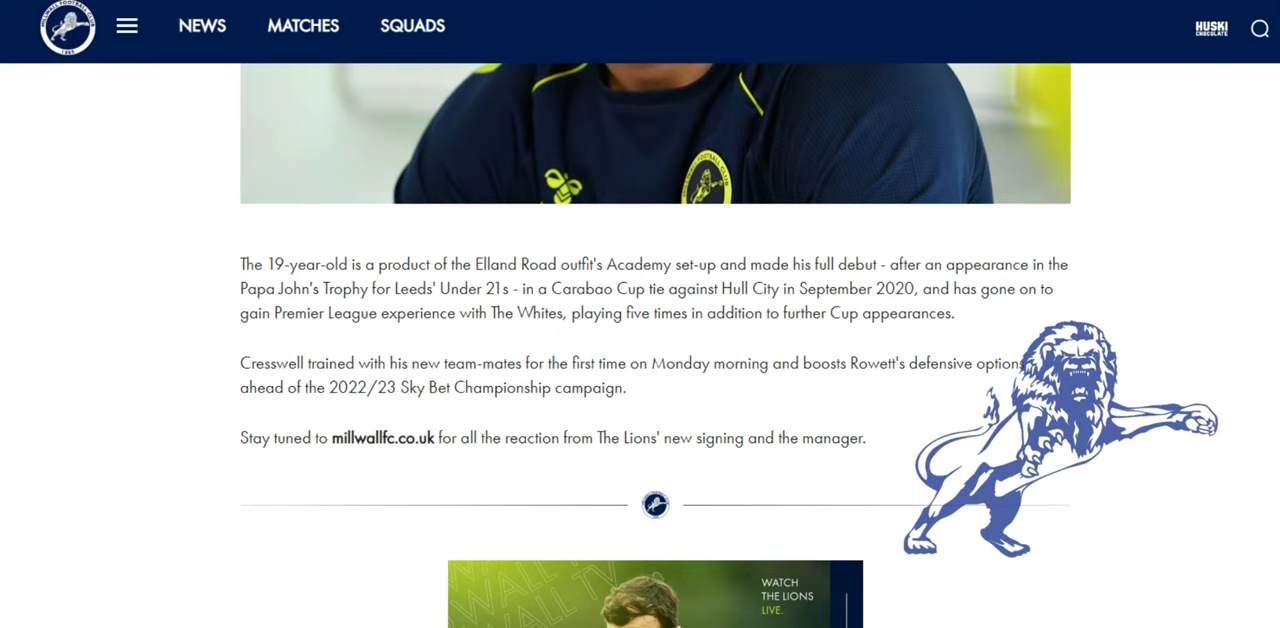 NEWS MATCHES SQUADS
HUSKI
CHOCOLATE
The 19-year-old is a product of the Elland Road outfit's Academy set-up and made his full debut - after an appearance in the
Papa John's Trophy for Leeds' Under 21s - in a Carabao Cup tie against Hull City in September 2020, and has gone on to
gain Premier League experience with The Whites, playing five times in addition to further Cup appearances.
Cresswell trained with his new team-mates for the first time on Monday morning and boosts Rowett's defensive options
ahead of the 2022/23 Sky Bet Championship campaign.
Stay tuned to millwallfc.co.uk for all the reaction from The Lions' new signing and the manager.
WATCH
THE LIONS
LIVE.